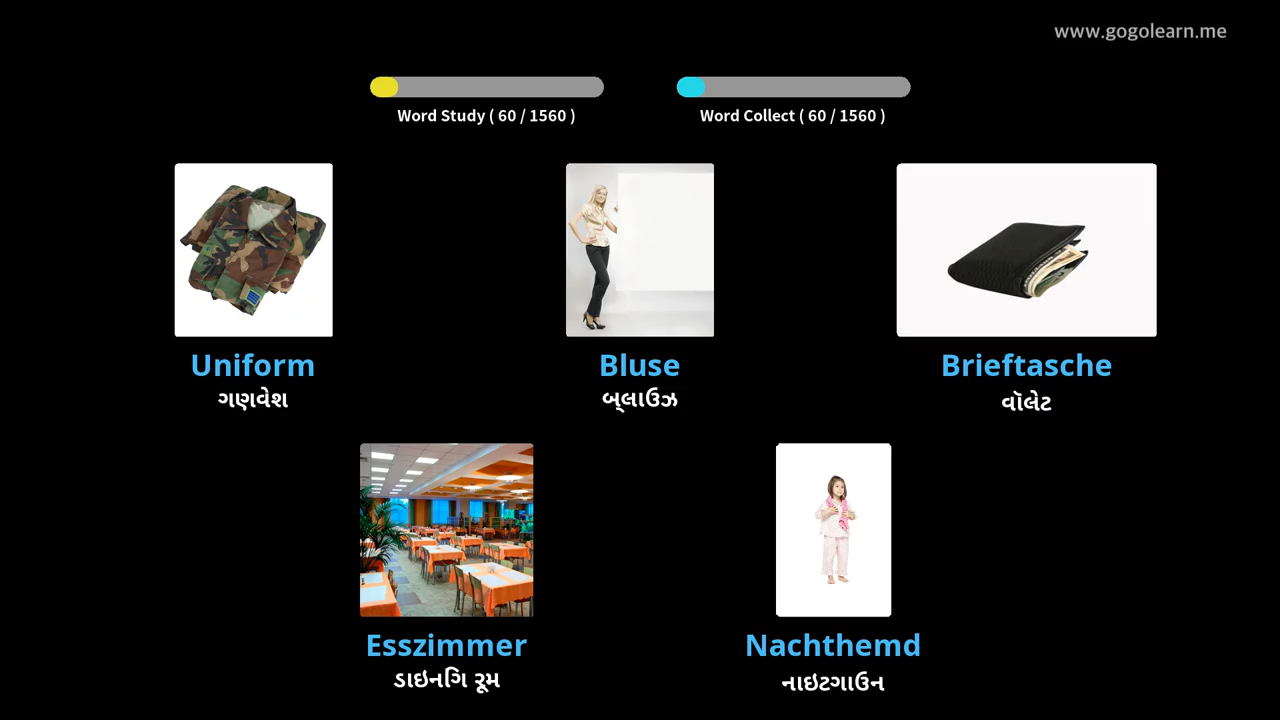 www.gogolearn.me
Word Study ( 60 / 1560 )
Word Collect ( 60 / 1560 )
Uniform
ગણવેશ
Bluse
બ્લાઉઝ
Brieftasche
વૉલેટ
Esszimmer
ડાઇનગિ રૂમ
Nachthemd
નાઇટગાઉન